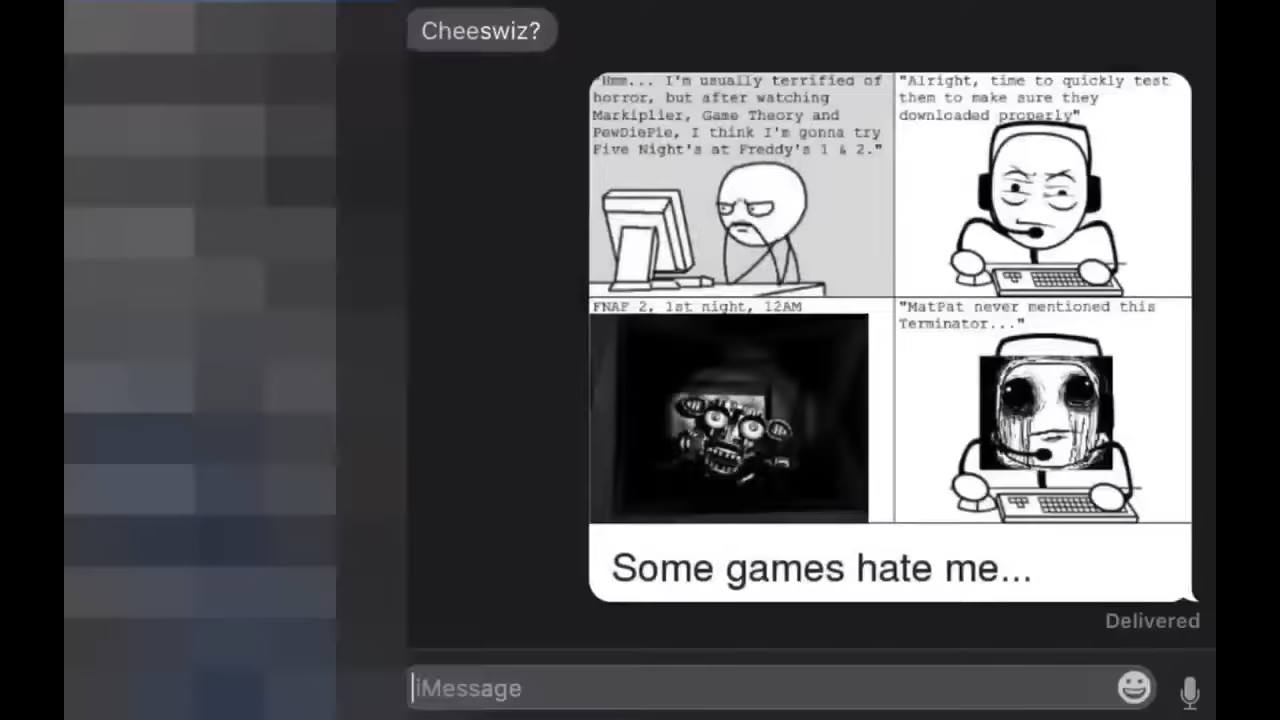 Cheeswiz?
"Hmm... I'm usually terrified of
horror, but after watching
Markiplier, Game Theory and
PewDiePie, I think I'm gonna try
Five Night's at Freddy's 1 & 2."
"Alright, time to quickly test
them to make sure they
downloaded properly"
FNAF 2, 1st night, 12AM
"MatPat never mentioned this
Terminator..."
Some games hate me...
Delivered
iMessage